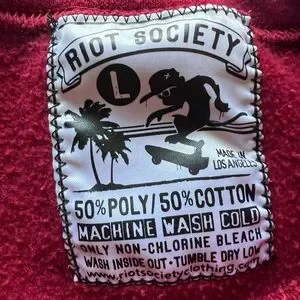 RIOT SOCIETY
L
MADE IN
LOS ANGELES
50% POLY/50% COTTON
MACHINE WASH COLD
ONLY NON-CHLORINE BLEACH
WASH INSIDE OUT • TUMBLE DRY LOW
www.riotsocietyclothing.com